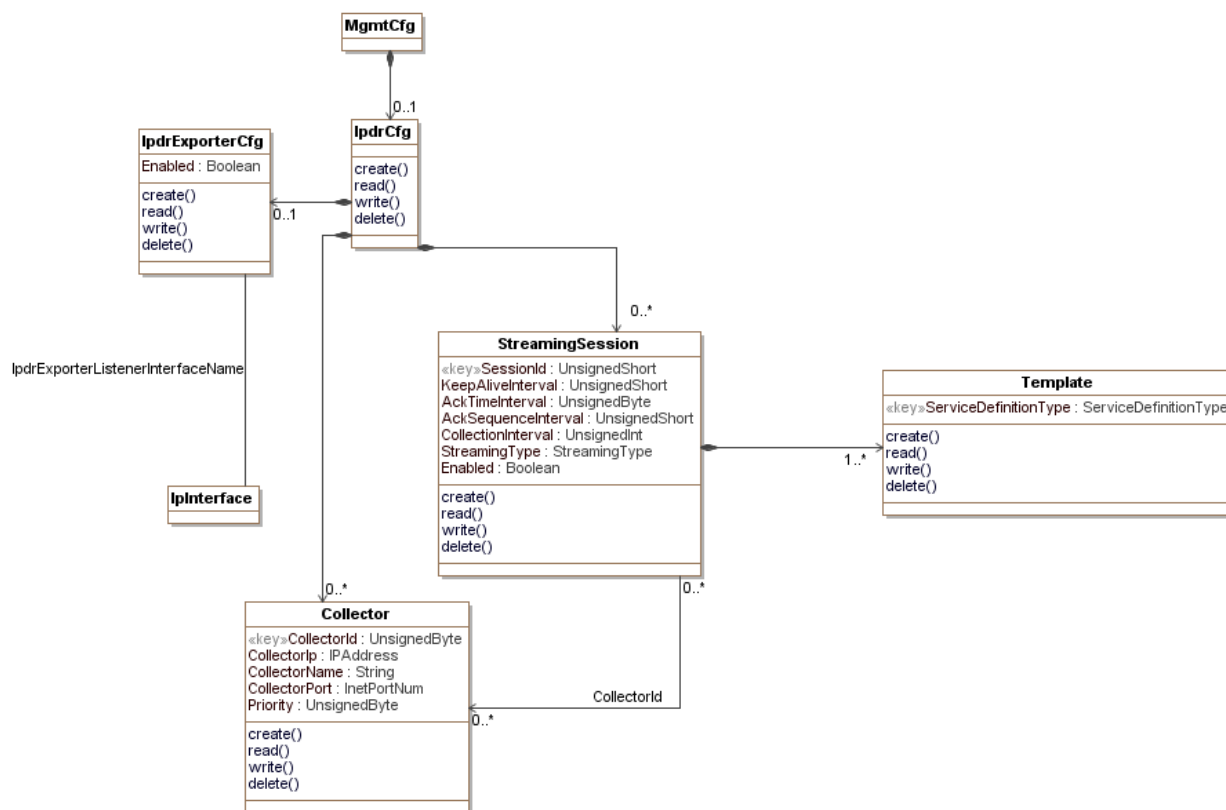 MgmtCfg
0..1
IpdrExporterCfg
Enabled : Boolean
create()
read()
write()
delete()
0..1
IpdrCfg
create()
read()
write()
delete()
0..*
IpdrExporterListenerInterfaceName
IpInterface
StreamingSession
«key»SessionId : UnsignedShort
KeepAliveInterval : UnsignedShort
AckTimeInterval : UnsignedByte
AckSequenceInterval : UnsignedShort
CollectionInterval : UnsignedInt
StreamingType : StreamingType
Enabled : Boolean
create()
read()
write()
delete()
1..*
Template
«key»ServiceDefinitionType : ServiceDefinitionType
create()
read()
write()
delete()
0..*
0..*
Collector
«key»CollectorId : UnsignedByte
CollectorIp : IPAddress
CollectorName : String
CollectorPort : InetPortNum
Priority : UnsignedByte
create()
read()
write()
delete()
CollectorId
0..*